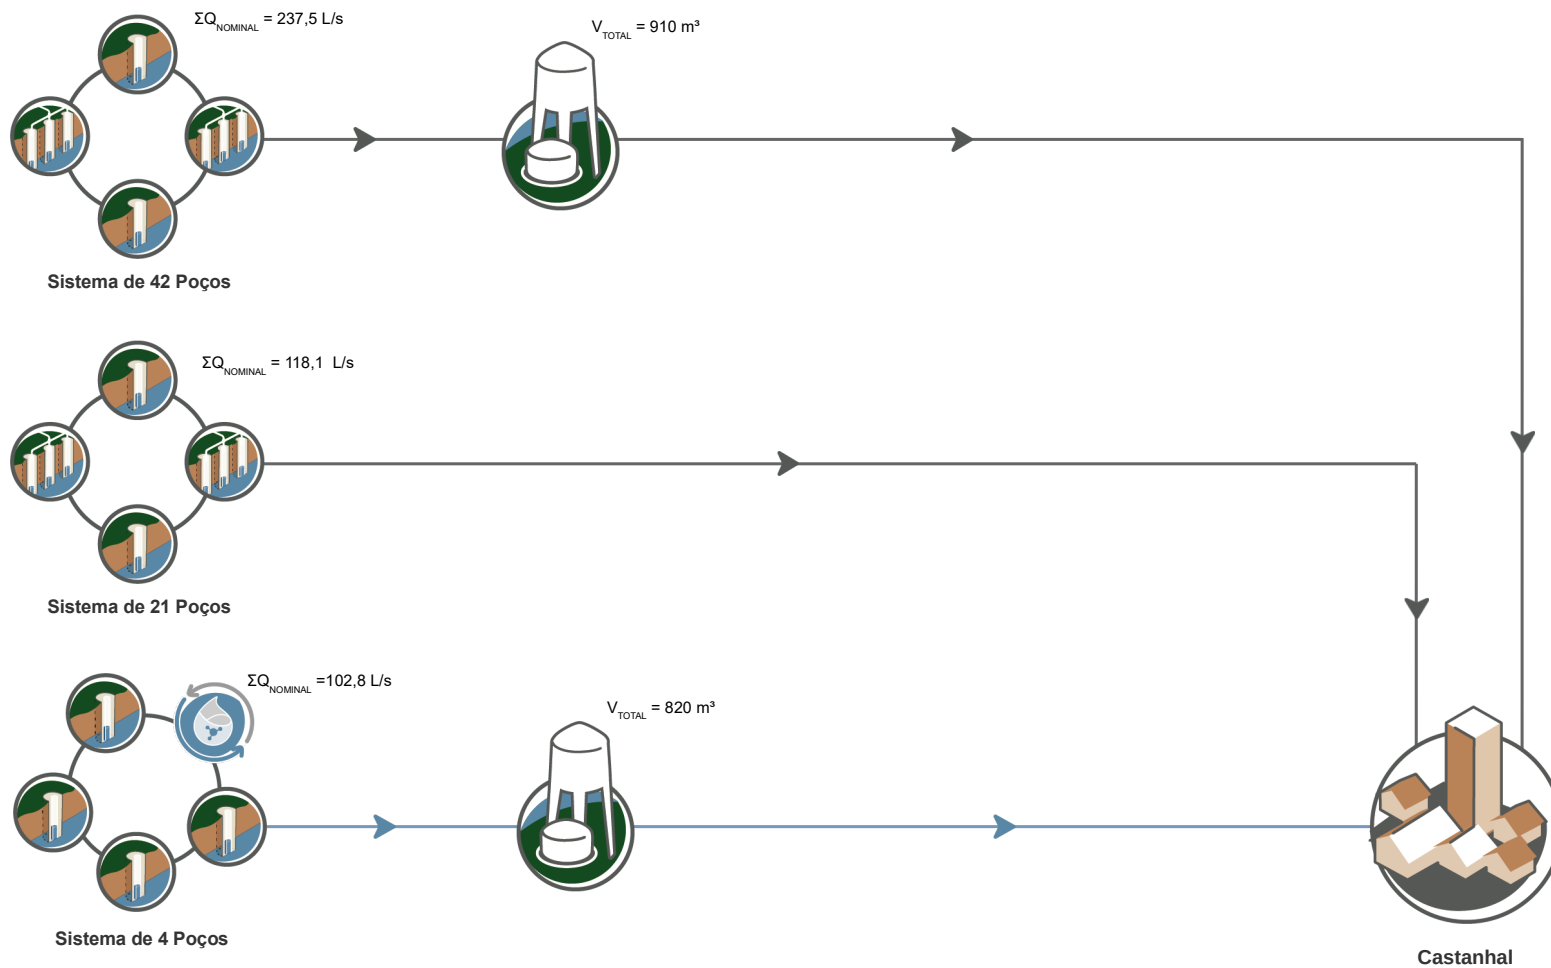 ΣQNOMINAL = 237,5 L/s
VTOTAL = 910 m³
Sistema de 42 Poços
ΣQNOMINAL = 118,1 L/s
Sistema de 21 Poços
ΣQNOMINAL =102,8 L/s
VTOTAL = 820 m³
Sistema de 4 Poços
Castanhal